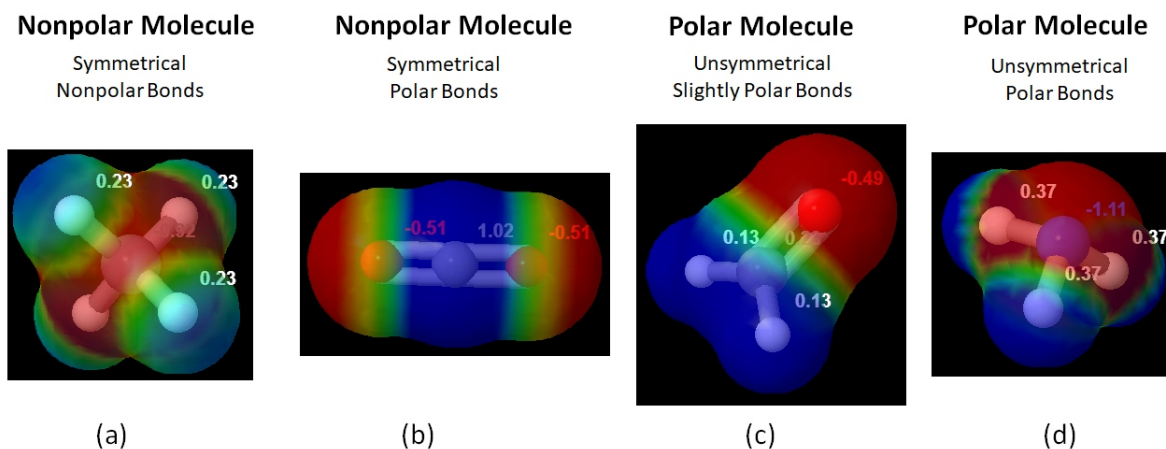 Nonpolar Molecule
Symmetrical
Nonpolar Bonds
Nonpolar Molecule
Symmetrical
Polar Bonds
Polar Molecule
Unsymmetrical
Slightly Polar Bonds
Polar Molecule
Unsymmetrical
Polar Bonds
0.23
0.23
0.23
-0.51
1.02
-0.51
-0.49
0.13
0.13
0.37
-1.11
0.37
0.37
(a)
(b)
(c)
(d)